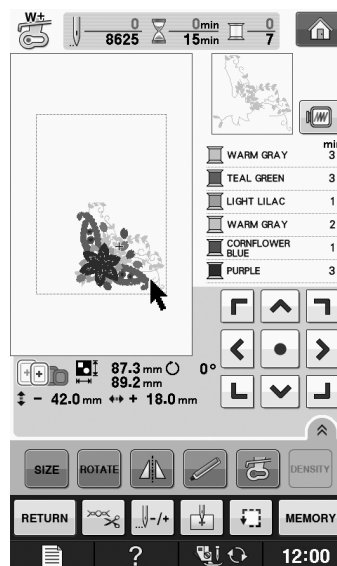 W+
0 0min 0
8625 15min 7
min
WARM GRAY 3
TEAL GREEN 3
LIGHT LILAC 1
WARM GRAY 2
CORNFLOWER
BLUE 1
PURPLE 3
87.3 mm 0°
89.2 mm
- 42.0 mm + 18.0 mm
SIZE ROTATE DENSITY
RETURN -/+ MEMORY
? 12:00